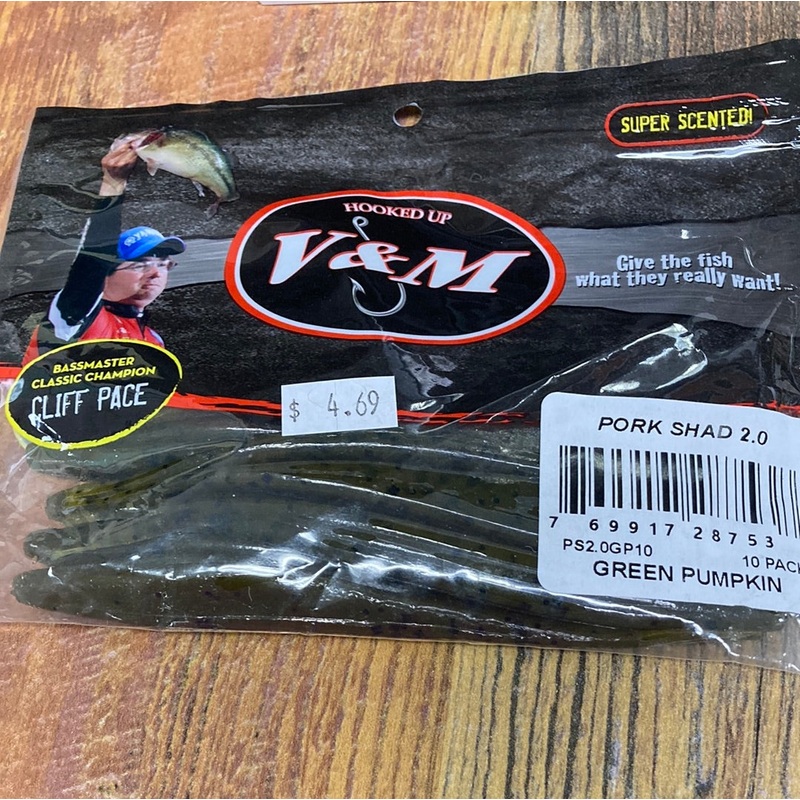 SUPER SCENTED!
HOOKED UP
V&M
Give the fish
what they really want!
BASSMASTER
CLASSIC CHAMPION
CLIFF PACE
$ 4.69
PORK SHAD 2.0
7 69917 28753
PS2.0GP10
10 PACK
GREEN PUMPKIN